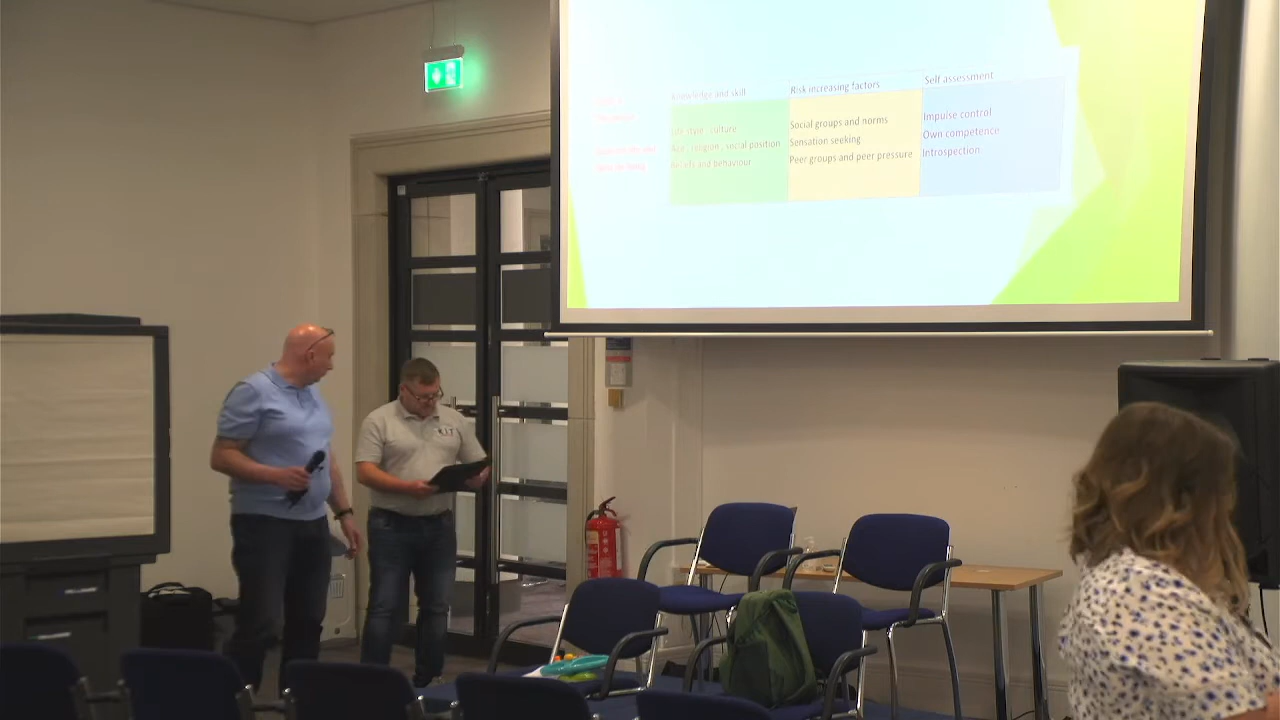 Knowledge and skill
Risk increasing factors
Self assessment
Life style , culture
Age , religion , social position
Beliefs and behaviour
Social groups and norms
Sensation seeking
Peer groups and peer pressure
Impulse control
Own competence
Introspection